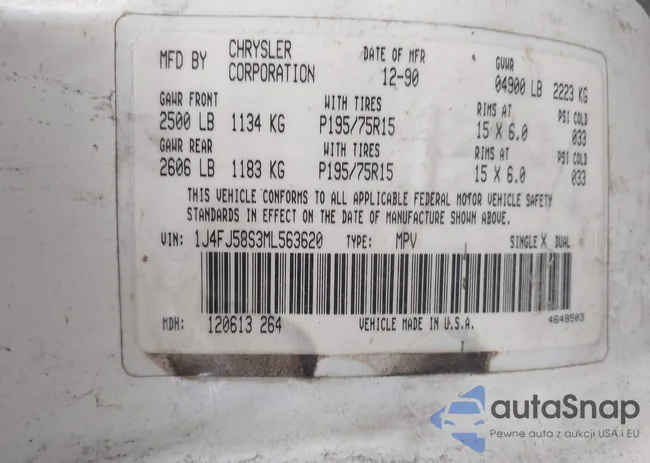 MFD BY CHRYSLER CORPORATION DATE OF MFR 12-90 GVWR 04900 LB 2223 KG
GAWR FRONT WITH TIRES RIMS AT PSI COLD
2500 LB 1134 KG P195/75R15 15 X 6.0 033
GAWR REAR WITH TIRES RIMS AT PSI COLD
2606 LB 1183 KG P195/75R15 15 X 6.0 033
THIS VEHICLE CONFORMS TO ALL APPLICABLE FEDERAL MOTOR VEHICLE SAFETY
STANDARDS IN EFFECT ON THE DATE OF MANUFACTURE SHOWN ABOVE.
VIN: 1J4FJ58S3ML563620 TYPE: MPV SINGLE X DUAL
MDH: 120613 264 VEHICLE MADE IN U.S.A. 4648503
autaSnap
Pewne auta z aukcji USA i EU